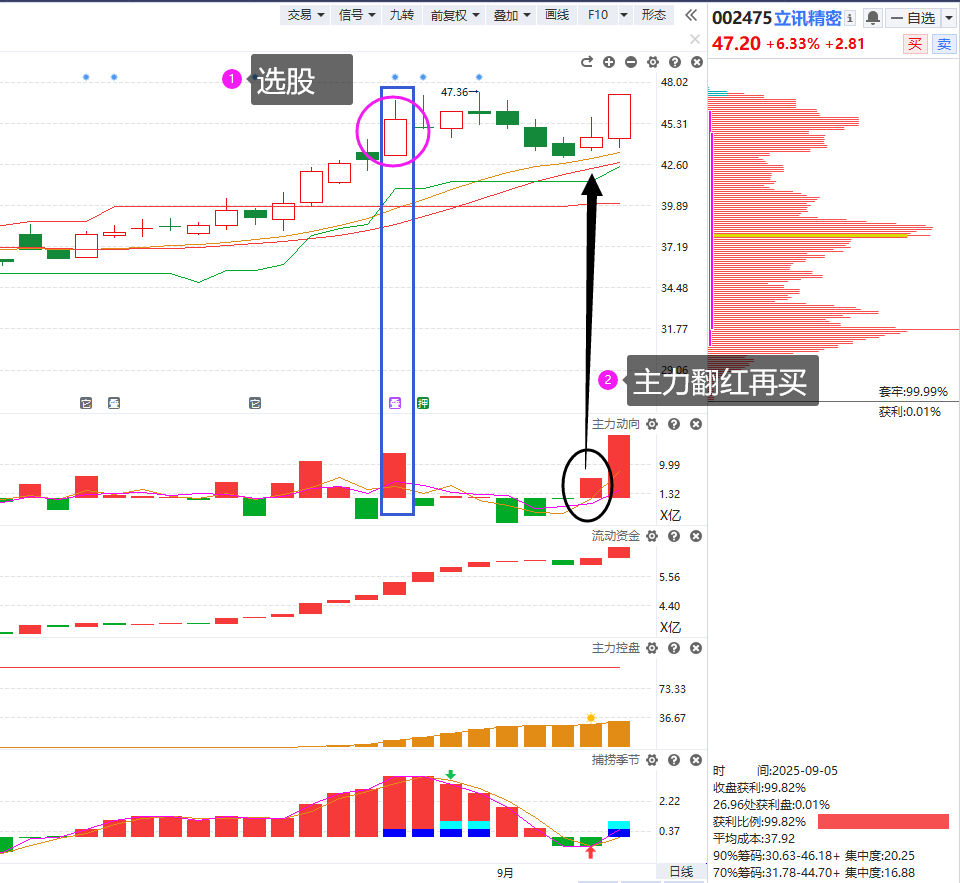 交易 信号 九转 前复权 叠加 画线 F10 形态
002475 立讯精密 自选
47.20 +6.33% +2.81 买 卖
1 选股
47.36
48.02
45.31
42.60
39.89
37.19
34.48
31.77
29.06
2 主力翻红再买
套牢:99.99%
获利:0.01%
押
主力动向
9.99
1.32
X亿
流动资金
5.56
4.40
X亿
主力控盘
73.33
36.67
捕捞季节
2.22
0.37
9月
日线
时 间:2025-09-05
收盘获利:99.82%
26.96处获利盘:0.01%
获利比例:99.82%
平均成本:37.92
90%筹码:30.63-46.18+ 集中度:20.25
70%筹码:31.78-44.70+ 集中度:16.88